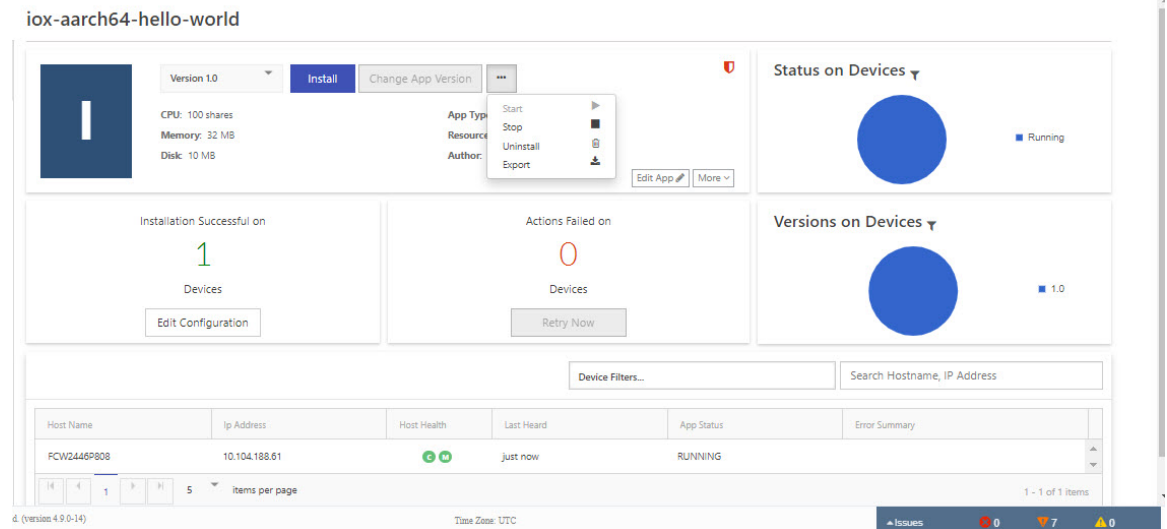 iox-aarch64-hello-world
I
Version 1.0
Install
Change App Version
•••
CPU: 100 shares
Memory: 32 MB
Disk: 10 MB
App Typ
Resource
Author:
Start
Stop
Uninstall
Export
Edit App
More
Status on Devices
Running
Installation Successful on
1
Devices
Edit Configuration
Actions Failed on
0
Devices
Retry Now
Versions on Devices
1.0
Device Filters...
Search Hostname, IP Address
Host Name Ip Address Host Health Last Heard App Status Error Summary
FCW2446P808 10.104.188.61 C M just now RUNNING
1 5 items per page 1 - 1 of 1 items
d. (version 4.9.0-14) Time Zone: UTC Issues 0 7 0